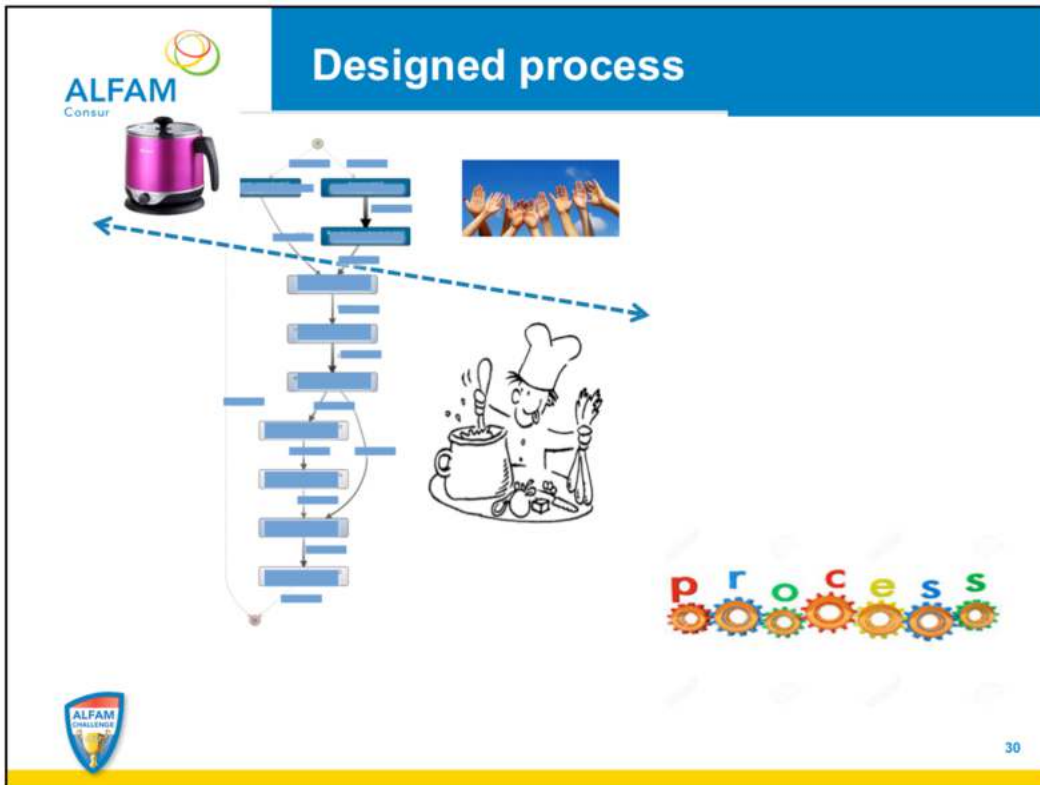 Designed process
ALFAM
Consur
process
ALFAM
CHALLENGE
30